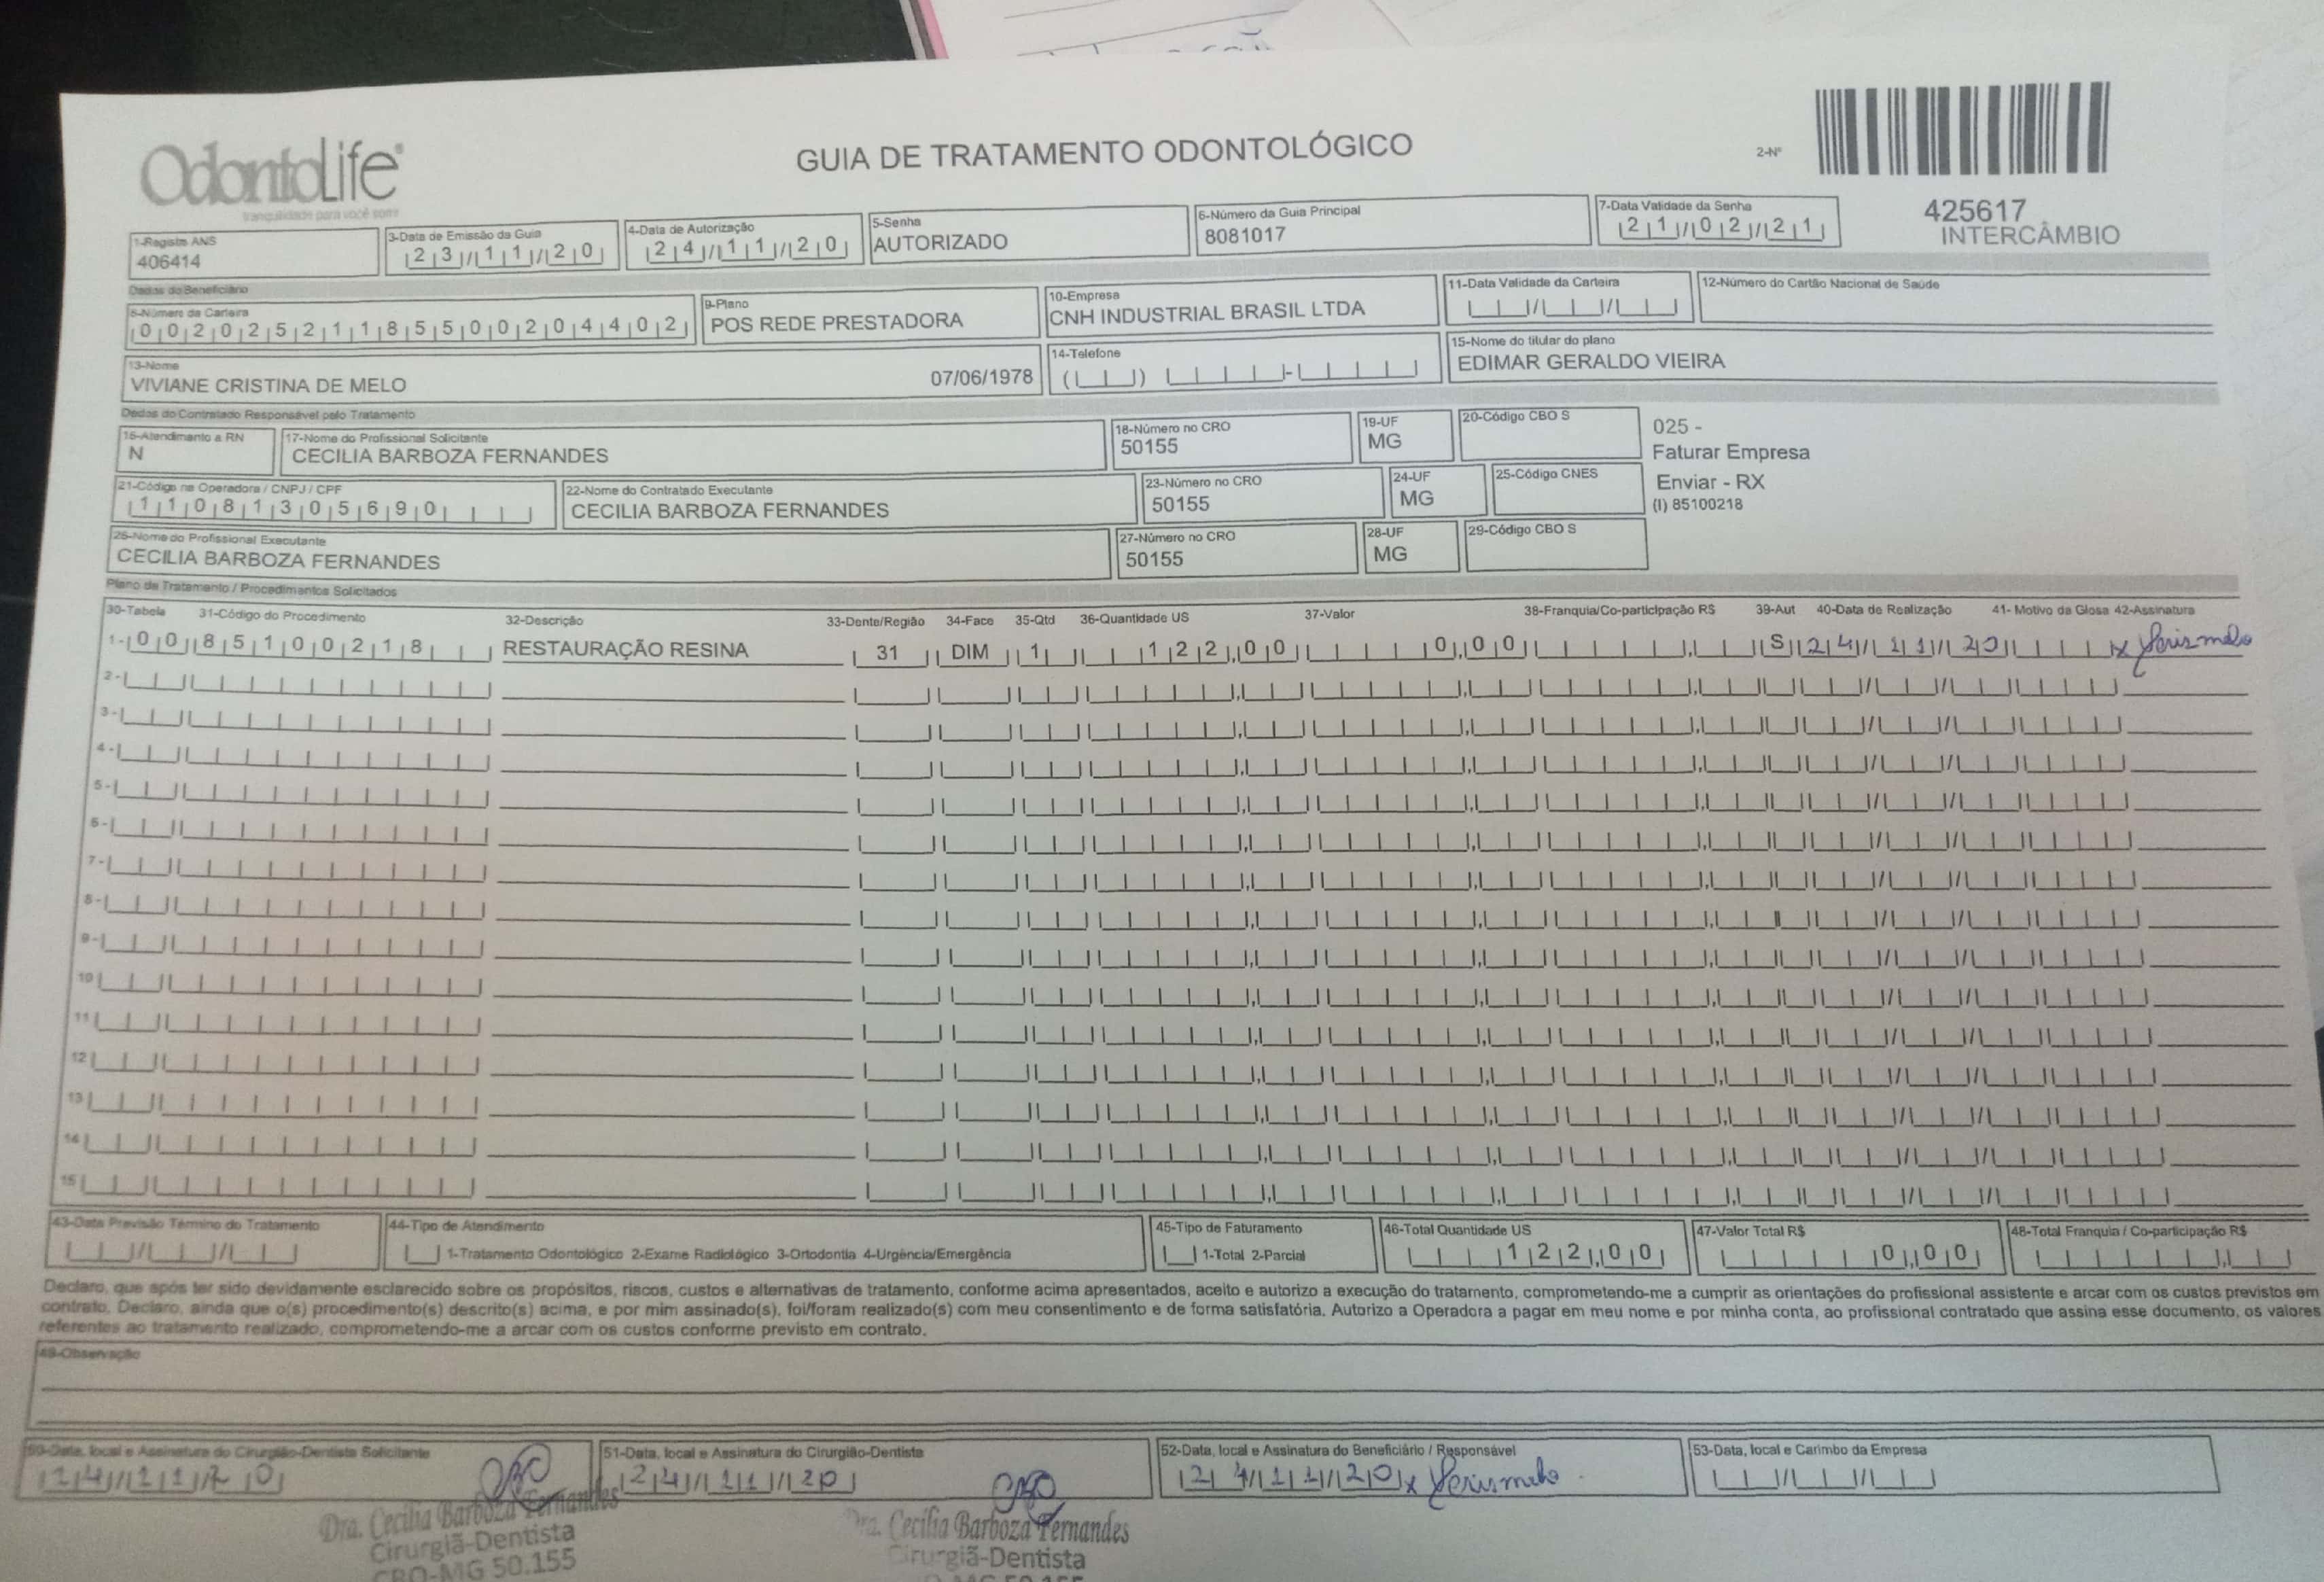 OdontoLife®
tranquilidade para você sorrir
GUIA DE TRATAMENTO ODONTOLÓGICO
2-Nº
425617
INTERCÂMBIO
1-Registro ANS
406414
3-Data de Emissão da Guia
23/11/20
4-Data de Autorização
24/11/20
5-Senha
AUTORIZADO
6-Número da Guia Principal
8081017
7-Data Validade da Senha
21/02/21
Dados do Beneficiário
8-Número da Carteira
00202521185500204402
9-Plano
POS REDE PRESTADORA
10-Empresa
CNH INDUSTRIAL BRASIL LTDA
11-Data Validade da Carteira
12-Número do Cartão Nacional de Saúde
13-Nome
VIVIANE CRISTINA DE MELO 07/06/1978
14-Telefone
15-Nome do titular do plano
EDIMAR GERALDO VIEIRA
Dados do Contratado Responsável pelo Tratamento
16-Atendimento a RN
N
17-Nome do Profissional Solicitante
CECILIA BARBOZA FERNANDES
18-Número no CRO
50155
19-UF
MG
20-Código CBO S
025 -
Faturar Empresa
Enviar - RX
(I) 85100218
21-Código na Operadora / CNPJ / CPF
11081305690
22-Nome do Contratado Executante
CECILIA BARBOZA FERNANDES
23-Número no CRO
50155
24-UF
MG
25-Código CNES
26-Nome do Profissional Executante
CECILIA BARBOZA FERNANDES
27-Número no CRO
50155
28-UF
MG
29-Código CBO S
Plano de Tratamento / Procedimentos Solicitados
30-Tabela 31-Código do Procedimento 32-Descrição 33-Dente/Região 34-Face 35-Qtd 36-Quantidade US 37-Valor 38-Franquia/Co-participação R$ 39-Aut 40-Data de Realização 41- Motivo da Glosa 42-Assinatura
1- 00 85100218 RESTAURAÇÃO RESINA 31 DIM 1 122,00 0,00 S 24/11/20 x
2-
3-
4-
5-
6-
7-
8-
9-
10
11
12
13
14
15
43-Data Previsão Término do Tratamento
44-Tipo de Atendimento
1-Tratamento Odontológico 2-Exame Radiológico 3-Ortodontia 4-Urgência/Emergência
45-Tipo de Faturamento
1-Total 2-Parcial
46-Total Quantidade US
122,00
47-Valor Total R$
0,00
48-Total Franquia / Co-participação R$
Declaro, que após ter sido devidamente esclarecido sobre os propósitos, riscos, custos e alternativas de tratamento, conforme acima apresentados, aceito e autorizo a execução do tratamento, comprometendo-me a cumprir as orientações do profissional assistente e arcar com os custos previstos em
contrato. Declaro, ainda que o(s) procedimento(s) descrito(s) acima, e por mim assinado(s), foi/foram realizado(s) com meu consentimento e de forma satisfatória. Autorizo a Operadora a pagar em meu nome e por minha conta, ao profissional contratado que assina esse documento, os valores
referentes ao tratamento realizado, comprometendo-me a arcar com os custos conforme previsto em contrato.
49-Observação
50-Data, local e Assinatura do Cirurgião-Dentista Solicitante
24/11/20
51-Data, local e Assinatura do Cirurgião-Dentista
24/11/20
52-Data, local e Assinatura do Beneficiário / Responsável
24/11/20 x
53-Data, local e Carimbo da Empresa
Dra. Cecília Barboza Fernandes
Cirurgiã-Dentista
CRO-MG 50.155
Dra. Cecília Barboza Fernandes
Cirurgiã-Dentista